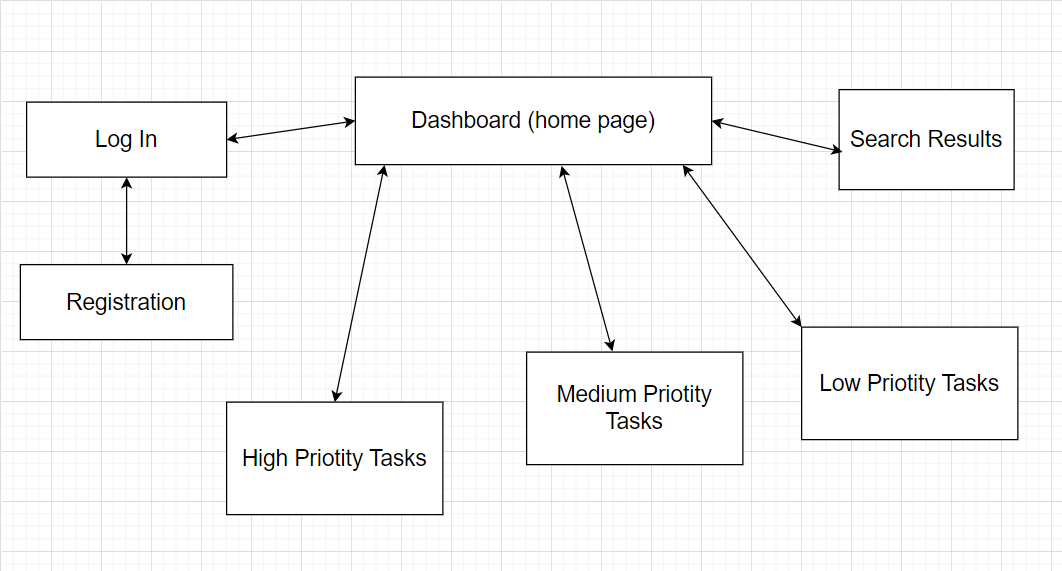 Log In
Dashboard (home page)
Search Results
Registration
High Priotity Tasks
Medium Priotity
Tasks
Low Priotity Tasks